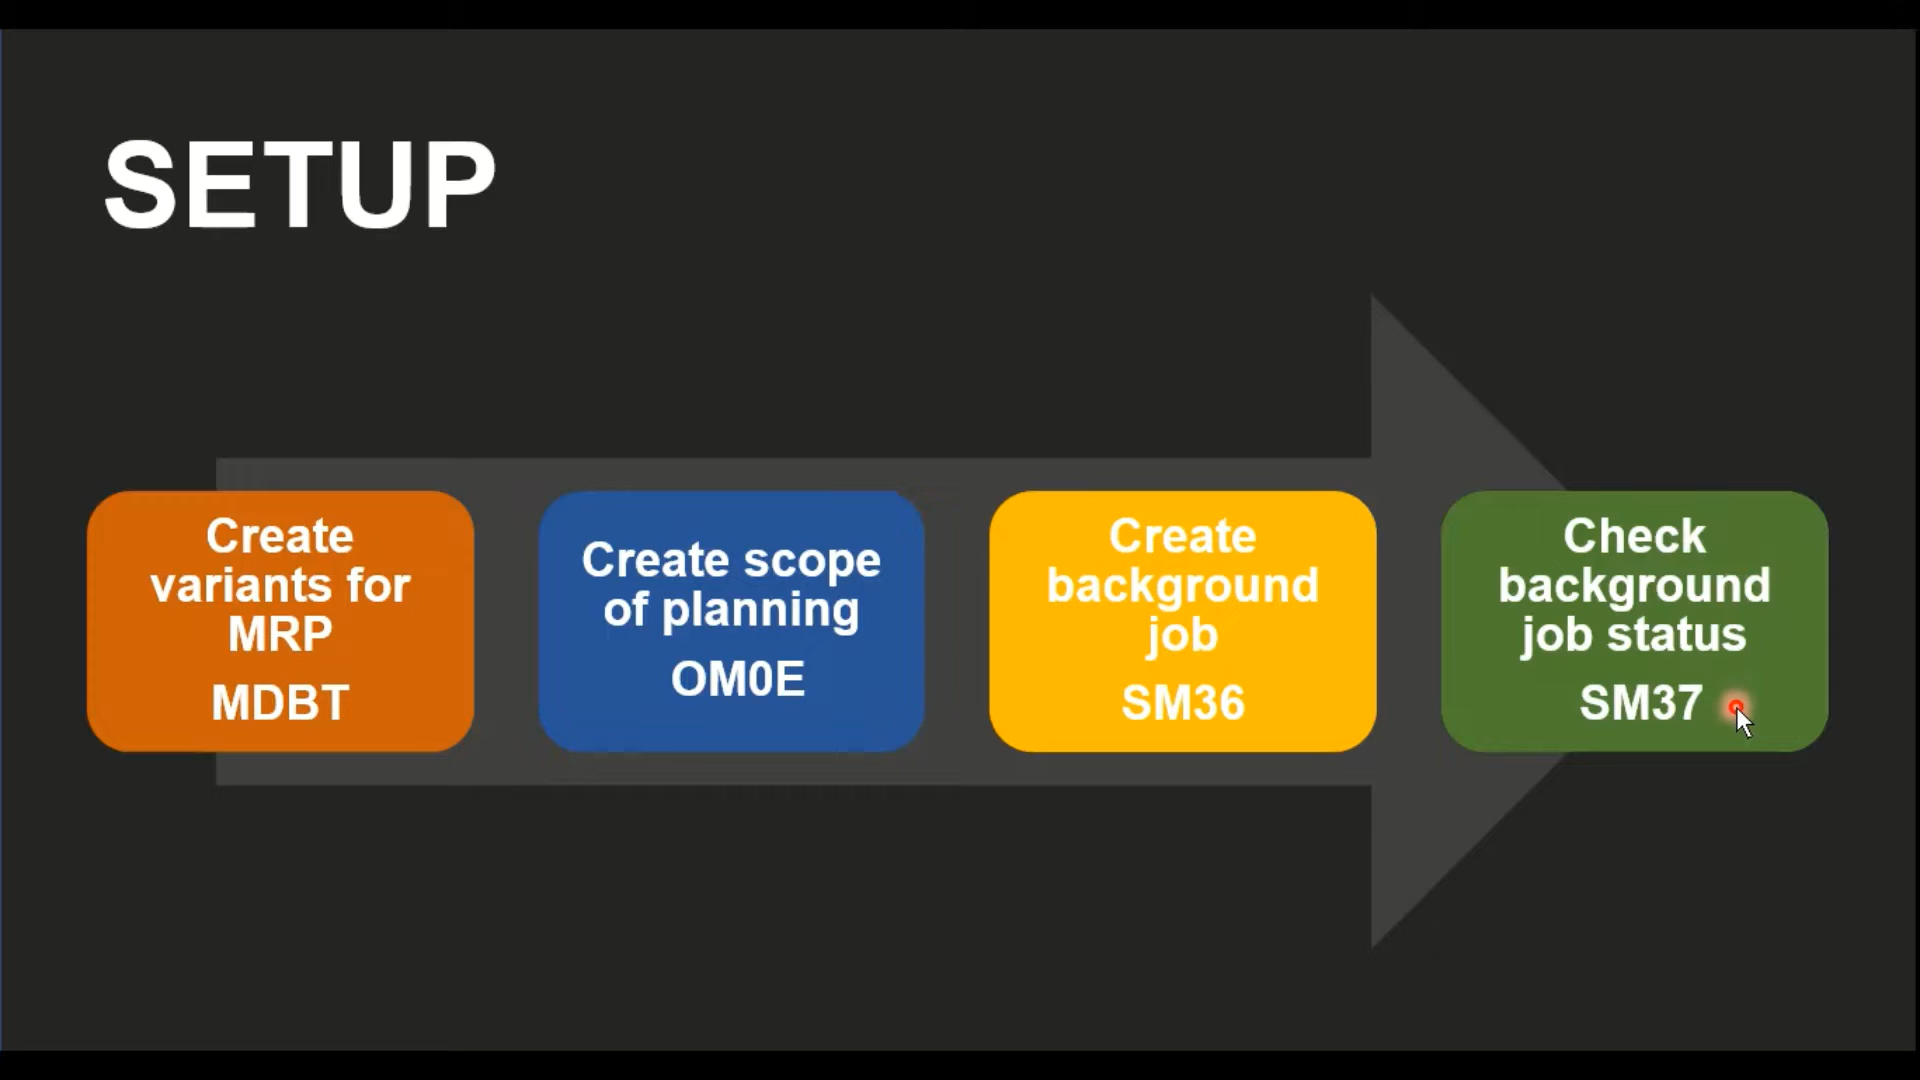 SETUP
Create
variants for
MRP
MDBT
Create scope
of planning
OM0E
Create
background
job
SM36
Check
background
job status
SM37